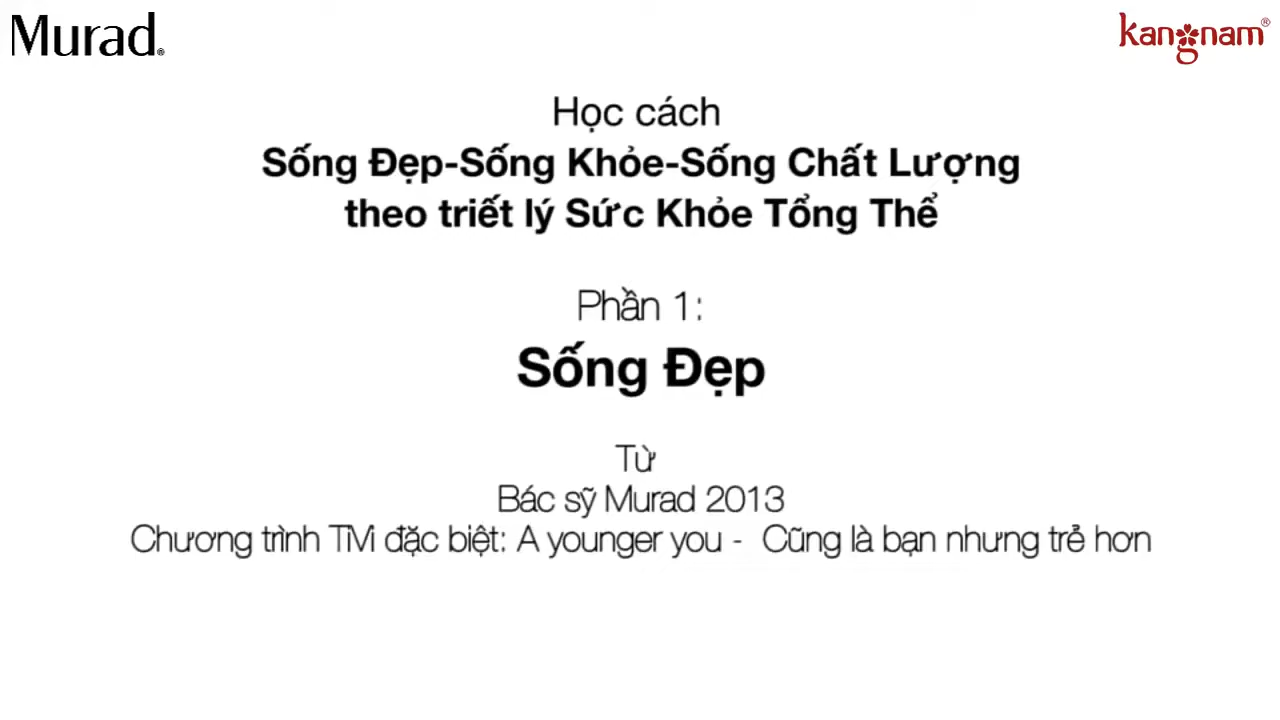 Murad®
kangnam®
Học cách
Sống Đẹp-Sống Khỏe-Sống Chất Lượng
theo triết lý Sức Khỏe Tổng Thể
Phần 1:
Sống Đẹp
Từ
Bác sỹ Murad 2013
Chương trình TVi đặc biệt: A younger you - Cũng là bạn nhưng trẻ hơn